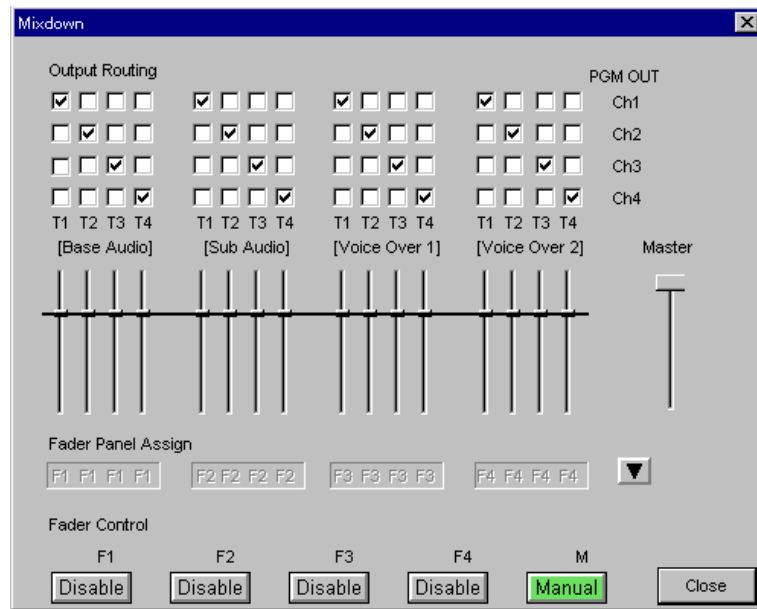 Mixdown
Output Routing
PGM OUT
Ch1
Ch2
Ch3
Ch4
T1 T2 T3 T4 T1 T2 T3 T4 T1 T2 T3 T4 T1 T2 T3 T4
[Base Audio] [Sub Audio] [Voice Over 1] [Voice Over 2] Master
Fader Panel Assign
F1 F1 F1 F1 F2 F2 F2 F2 F3 F3 F3 F3 F4 F4 F4 F4
Fader Control
F1 F2 F3 F4 M
Disable Disable Disable Disable Manual Close